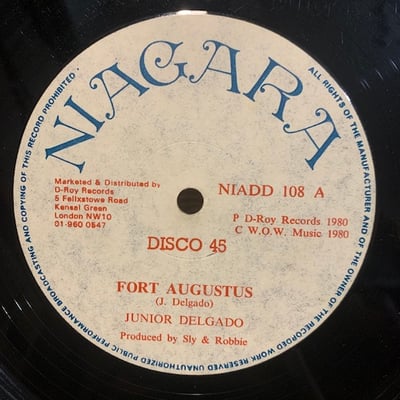 NIAGARA
ALL RIGHTS OF THE MANUFACTURER AND OF THE OWNER OF THE RECORDED WORK RESERVED UNAUTHORIZED PUBLIC PERFORMANCE BROADCASTING AND COPYING OF THIS RECORD PROHIBITED
Marketed & Distributed by
D-Roy Records
5 Felixstowe Road
Kensal Green
London NW10
01-960 0547
NIADD 108 A
P D-Roy Records 1980
C W.O.W. Music 1980
DISCO 45
FORT AUGUSTUS
(J. Delgado)
JUNIOR DELGADO
Produced by Sly & Robbie